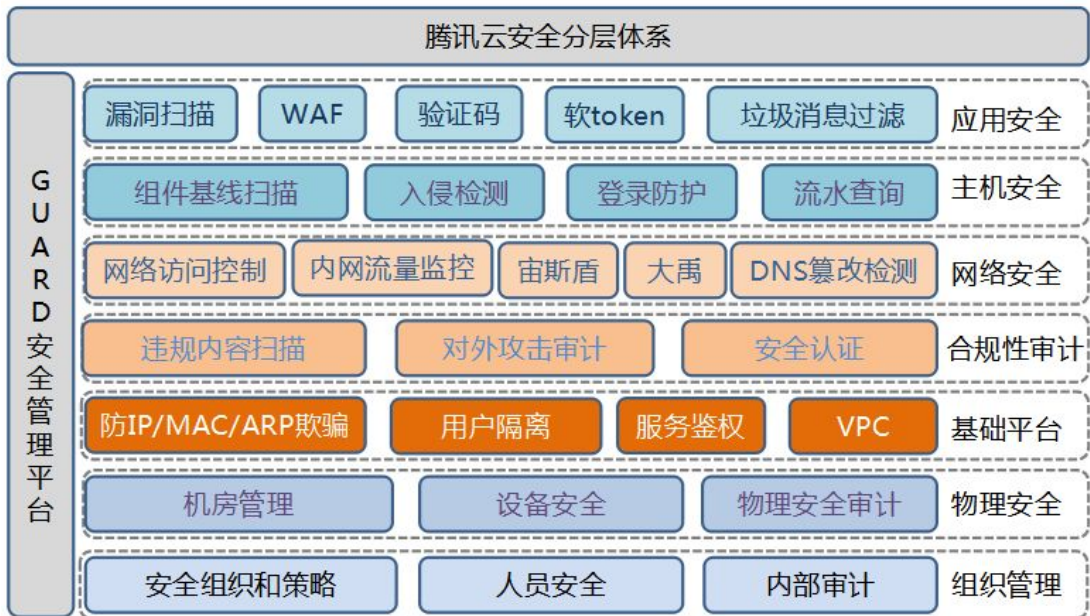 腾讯云安全分层体系
GUARD安全管理平台
漏洞扫描 WAF 验证码 软token 垃圾消息过滤 应用安全
组件基线扫描 入侵检测 登录防护 流水查询 主机安全
网络访问控制 内网流量监控 宙斯盾 大禹 DNS篡改检测 网络安全
违规内容扫描 对外攻击审计 安全认证 合规性审计
防IP/MAC/ARP欺骗 用户隔离 服务鉴权 VPC 基础平台
机房管理 设备安全 物理安全审计 物理安全
安全组织和策略 人员安全 内部审计 组织管理